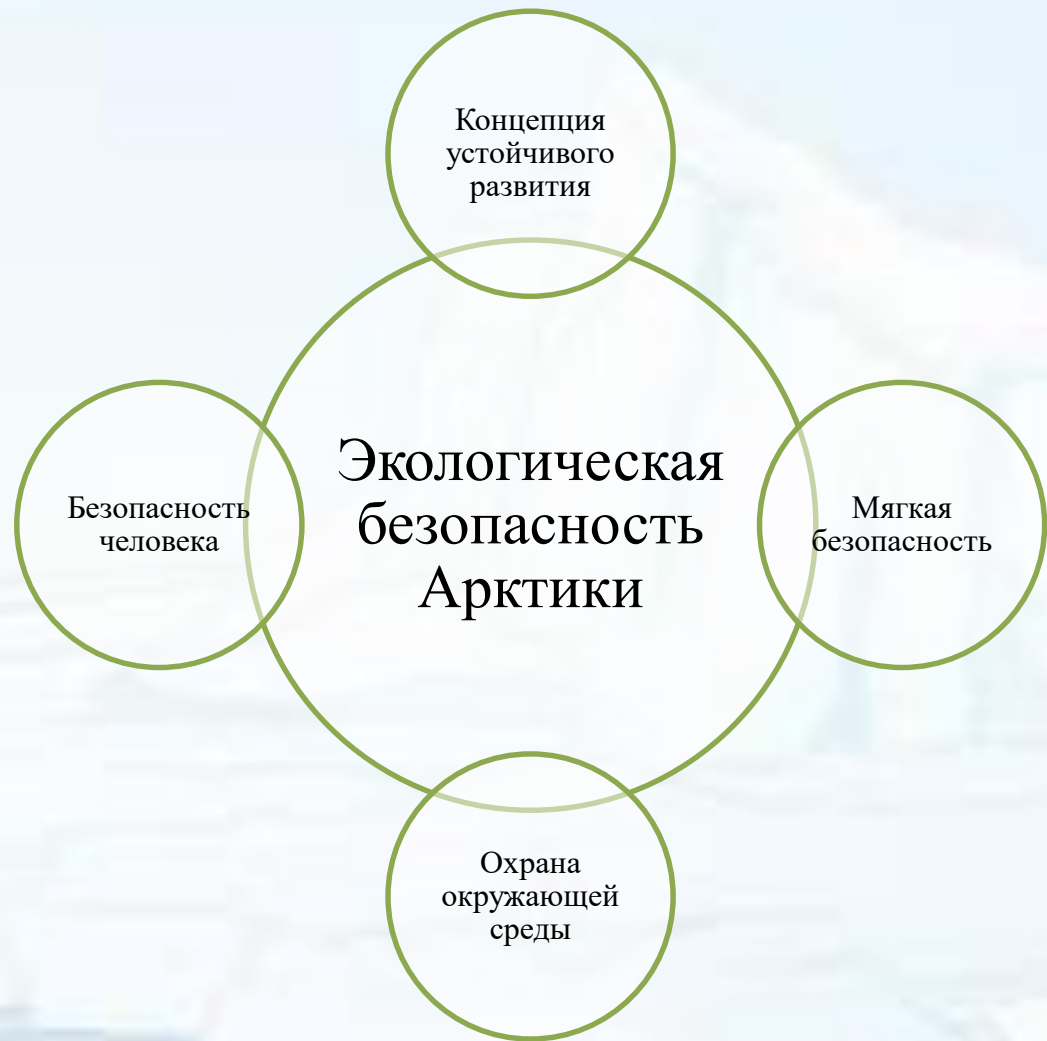 Концепция
устойчивого
развития
Безопасность
человека
Экологическая
безопасность
Арктики
Мягкая
безопасность
Охрана
окружающей
среды